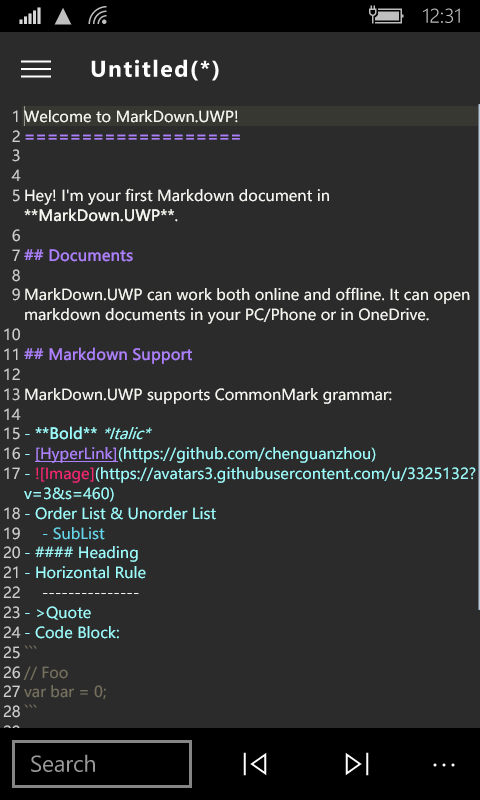 12:31
Untitled(*)
1 Welcome to MarkDown.UWP!
2 ===================
3
4
5 Hey! I'm your first Markdown document in
**MarkDown.UWP**.
6
7 ## Documents
8
9 MarkDown.UWP can work both online and offline. It can open
markdown documents in your PC/Phone or in OneDrive.
10
11 ## Markdown Support
12
13 MarkDown.UWP supports CommonMark grammar:
14
15 - **Bold** *Italic*
16 - [HyperLink](https://github.com/chenguanzhou)
17 - ![Image](https://avatars3.githubusercontent.com/u/3325132?
v=3&s=460)
18 - Order List & Unorder List
19 - SubList
20 - #### Heading
21 - Horizontal Rule
22 ---------------
23 - >Quote
24 - Code Block:
25 ```
26 // Foo
27 var bar = 0;
28 ```
Search